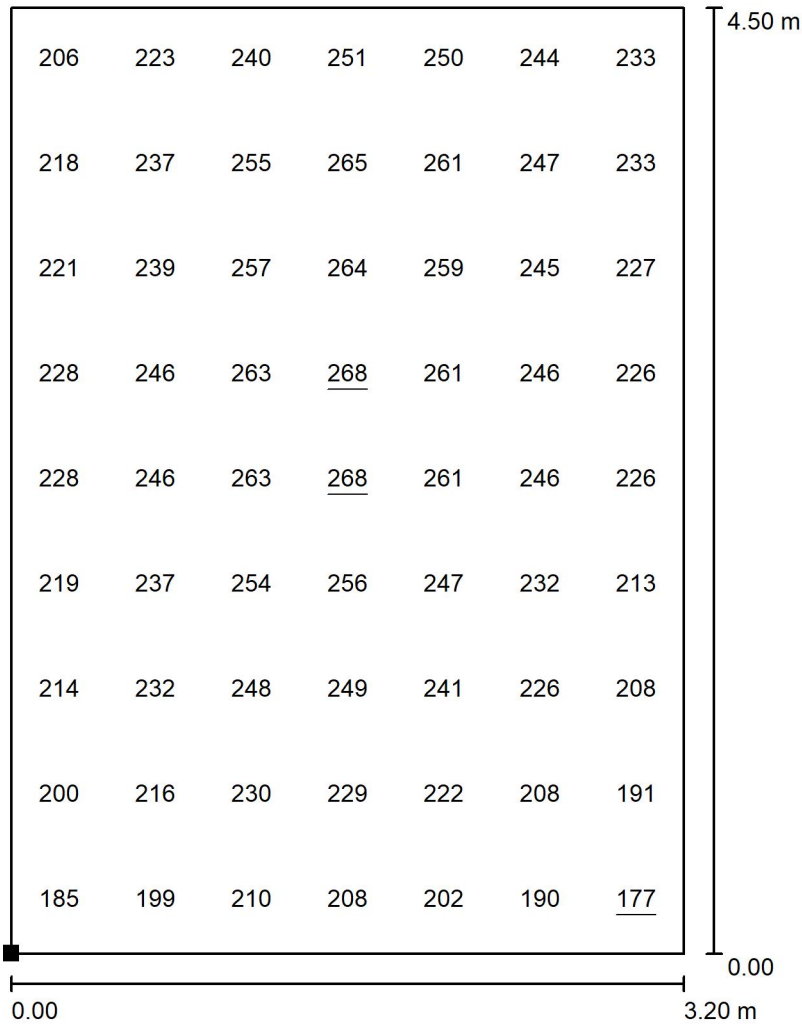 4.50 m
206 223 240 251 250 244 233
218 237 255 265 261 247 233
221 239 257 264 259 245 227
228 246 263 268 261 246 226
228 246 263 268 261 246 226
219 237 254 256 247 232 213
214 232 248 249 241 226 208
200 216 230 229 222 208 191
185 199 210 208 202 190 177
0.00
0.00 3.20 m